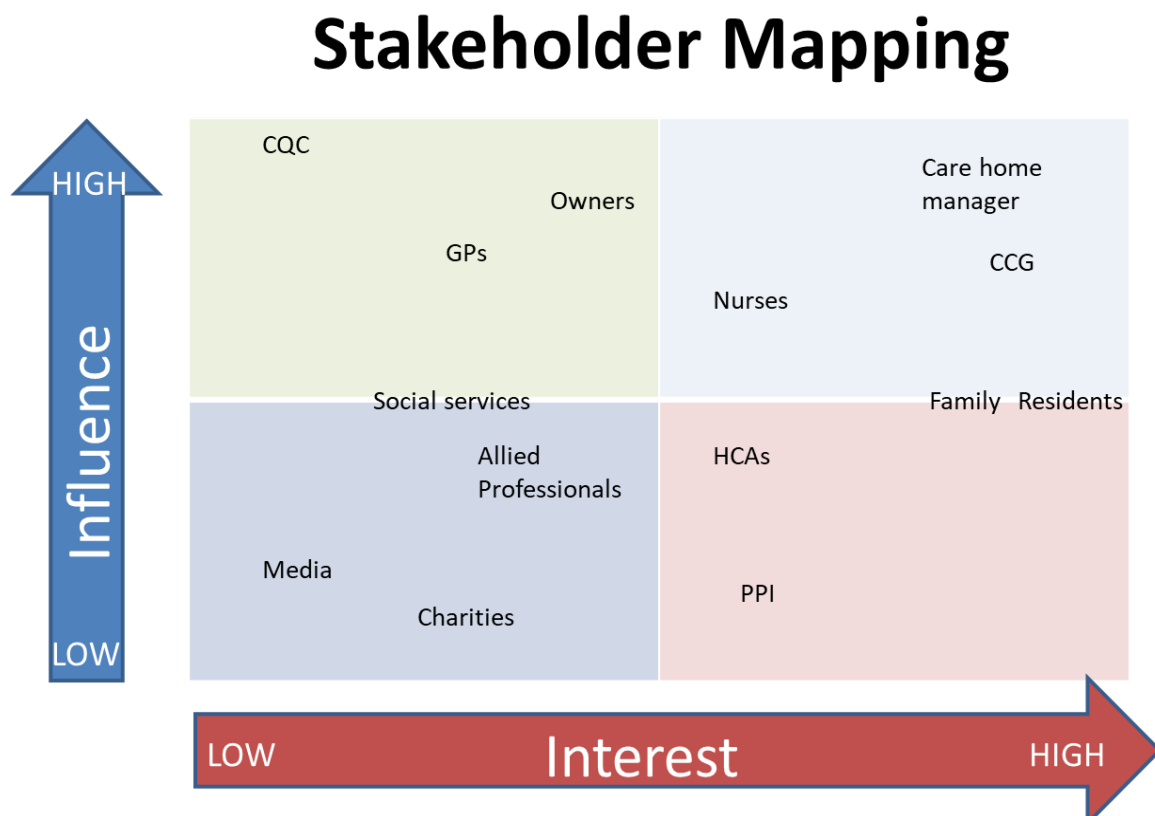 Stakeholder Mapping
HIGH
Influence
LOW
CQC
Owners
GPs
Care home
manager
CCG
Nurses
Social services
Family Residents
Allied
Professionals
HCAs
Media
Charities
PPI
LOW Interest HIGH